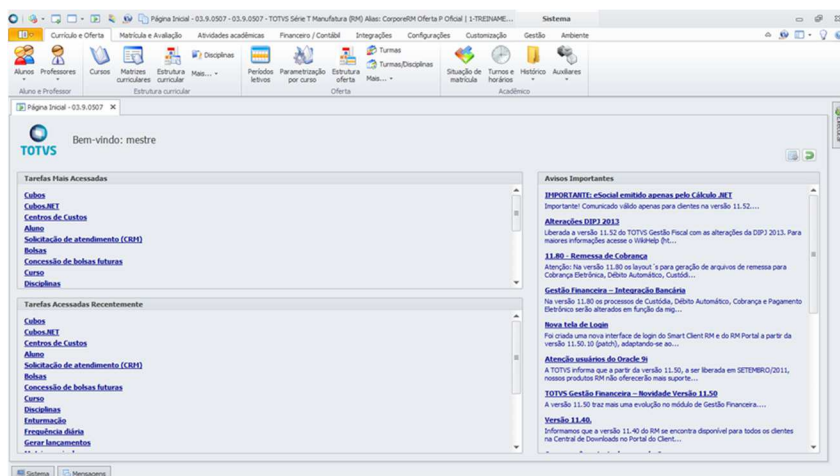 Página Inicial - 03.9.0507 - 03.9.0507 - TOTVS Série T Manufatura (RM) Alias: CorporeRM Oferta P Oficial | 1-TREINAME...
Sistema
Currículo e Oferta
Matrícula e Avaliação
Atividades acadêmicas
Financeiro / Contábil
Integrações
Configurações
Customização
Gestão
Ambiente
Alunos
Professores
Cursos
Matrizes curriculares
Estrutura curricular
Disciplinas
Mais...
Períodos letivos
Parametrização por curso
Estrutura oferta
Turmas
Turmas/Disciplinas
Mais...
Situação de matrícula
Turnos e horários
Histórico
Auxiliares
Aluno e Professor
Estrutura curricular
Oferta
Acadêmico
Página Inicial - 03.9.0507
TOTVS
Bem-vindo: mestre
Tarefas Mais Acessadas
Cubos
Cubos.NET
Centros de Custos
Aluno
Solicitação de atendimento (CRM)
Bolsas
Concessão de bolsas futuras
Curso
Disciplinas
Tarefas Acessadas Recentemente
Cubos
Cubos.NET
Centros de Custos
Aluno
Solicitação de atendimento (CRM)
Bolsas
Concessão de bolsas futuras
Curso
Disciplinas
Enturmação
Frequência diária
Gerar lançamentos
Avisos Importantes
IMPORTANTE: eSocial emitido apenas pelo Cálculo .NET
Importante! Comunicado válido apenas para clientes na versão 11.52....
Alterações DIPJ 2013
Liberada a versão 11.52 do TOTVS Gestão Fiscal com as alterações da DIPJ 2013. Para
maiores informações acesse o WikiHelp (ht...
11.80 - Remessa de Cobrança
Atenção: Na versão 11.80 os layout´s para geração de arquivos de remessa para
Cobrança Eletrônica, Débito Automático, Custódi...
Gestão Financeira – Integração Bancária
Na versão 11.80 os processos de Custódia, Débito Automático, Cobrança e Pagamento
Eletrônico serão alterados em função da mig...
Nova tela de Login
Foi criada uma nova interface de login do Smart Client RM e do RM Portal a partir da
versão 11.50.10 (patch), adaptando-se ao...
Atenção usuários do Oracle 9i
A TOTVS informa que a partir da versão 11.50, a ser liberada em SETEMBRO/2011,
nossos produtos RM não oferecerão mais suporte...
TOTVS Gestão Financeira – Novidade Versão 11.50
A versão 11.50 traz mais uma evolução no módulo de Gestão Financeira....
Versão 11.40.
Informamos que a versão 11.40 do RM se encontra disponível para todos os clientes
na Central de Downloads no Portal do Client...
Sistema
Mensagens